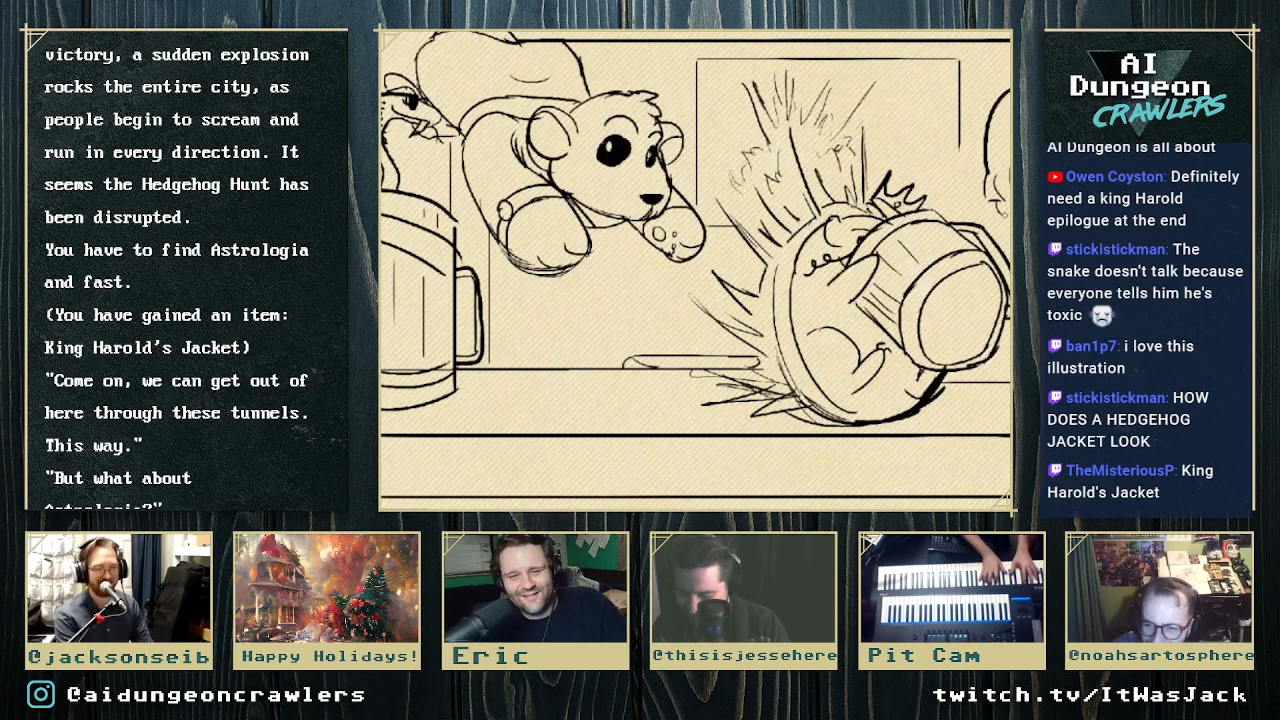 victory, a sudden explosion
rocks the entire city, as
people begin to scream and
run in every direction. It
seems the Hedgehog Hunt has
been disrupted.
You have to find Astrologia
and fast.
(You have gained an item:
King Harold's Jacket)
"Come on, we can get out of
here through these tunnels.
This way."
"But what about
AI
Dungeon
CRAWLERS
AI Dungeon is all about
Owen Coyston: Definitely
need a king Harold
epilogue at the end
stickistickman: The
snake doesn't talk because
everyone tells him he's
toxic
ban1p7: i love this
illustration
stickistickman: HOW
DOES A HEDGEHOG
JACKET LOOK
TheMisteriousP: King
Harold's Jacket
@jacksonseib
Happy Holidays!
Eric
@thisisjessehere
Pit Cam
@noahsartosphere
@aidungeoncrawlers
twitch.tv/ItWasJack